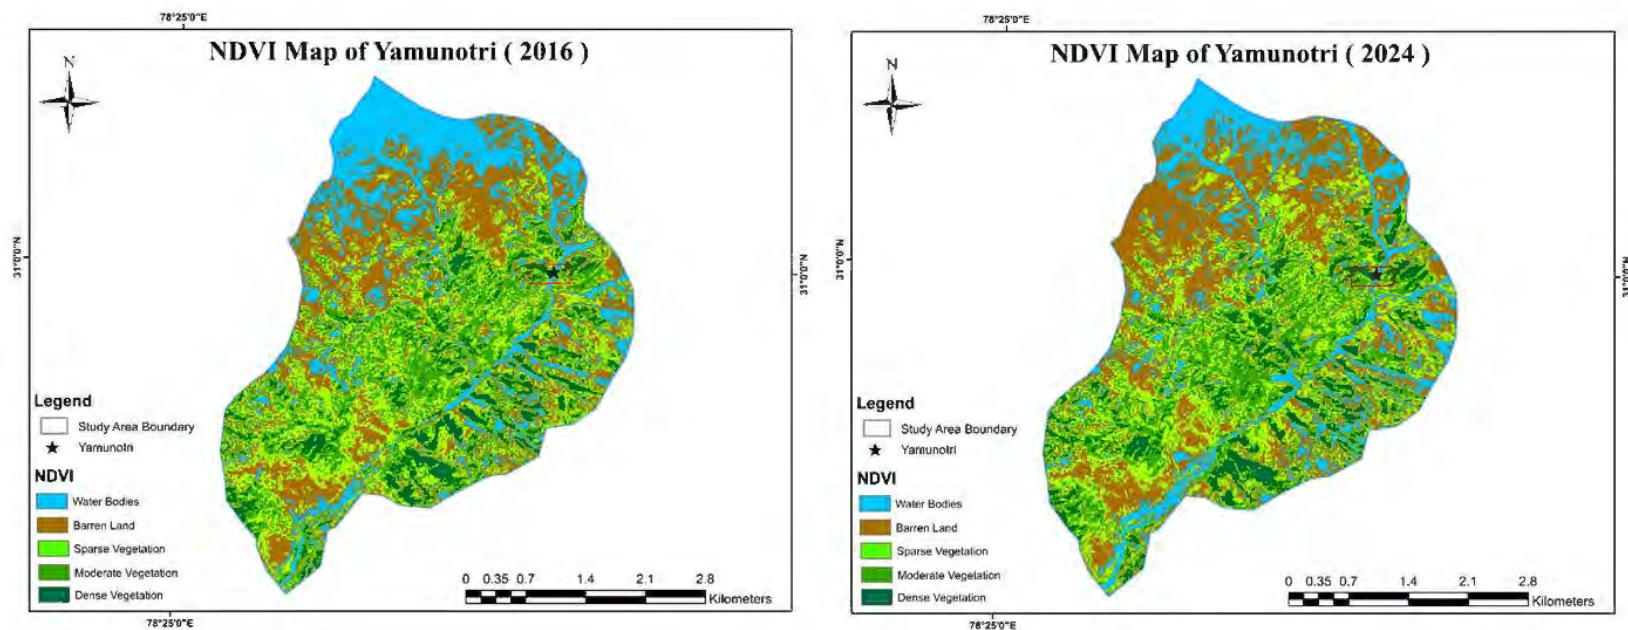 78°25'0"E
NDVI Map of Yamunotri ( 2016 )
N
31°0'0"N
31°0'0"N
Legend
Study Area Boundary
Yamunotri
NDVI
Water Bodies
Barren Land
Sparse Vegetation
Moderate Vegetation
Dense Vegetation
0 0.35 0.7 1.4 2.1 2.8
Kilometers
78°25'0"E
78°25'0"E
NDVI Map of Yamunotri ( 2024 )
N
31°0'0"N
31°0'0"N
Legend
Study Area Boundary
Yamunotri
NDVI
Water Bodies
Barren Land
Sparse Vegetation
Moderate Vegetation
Dense Vegetation
0 0.35 0.7 1.4 2.1 2.8
Kilometers
78°25'0"E